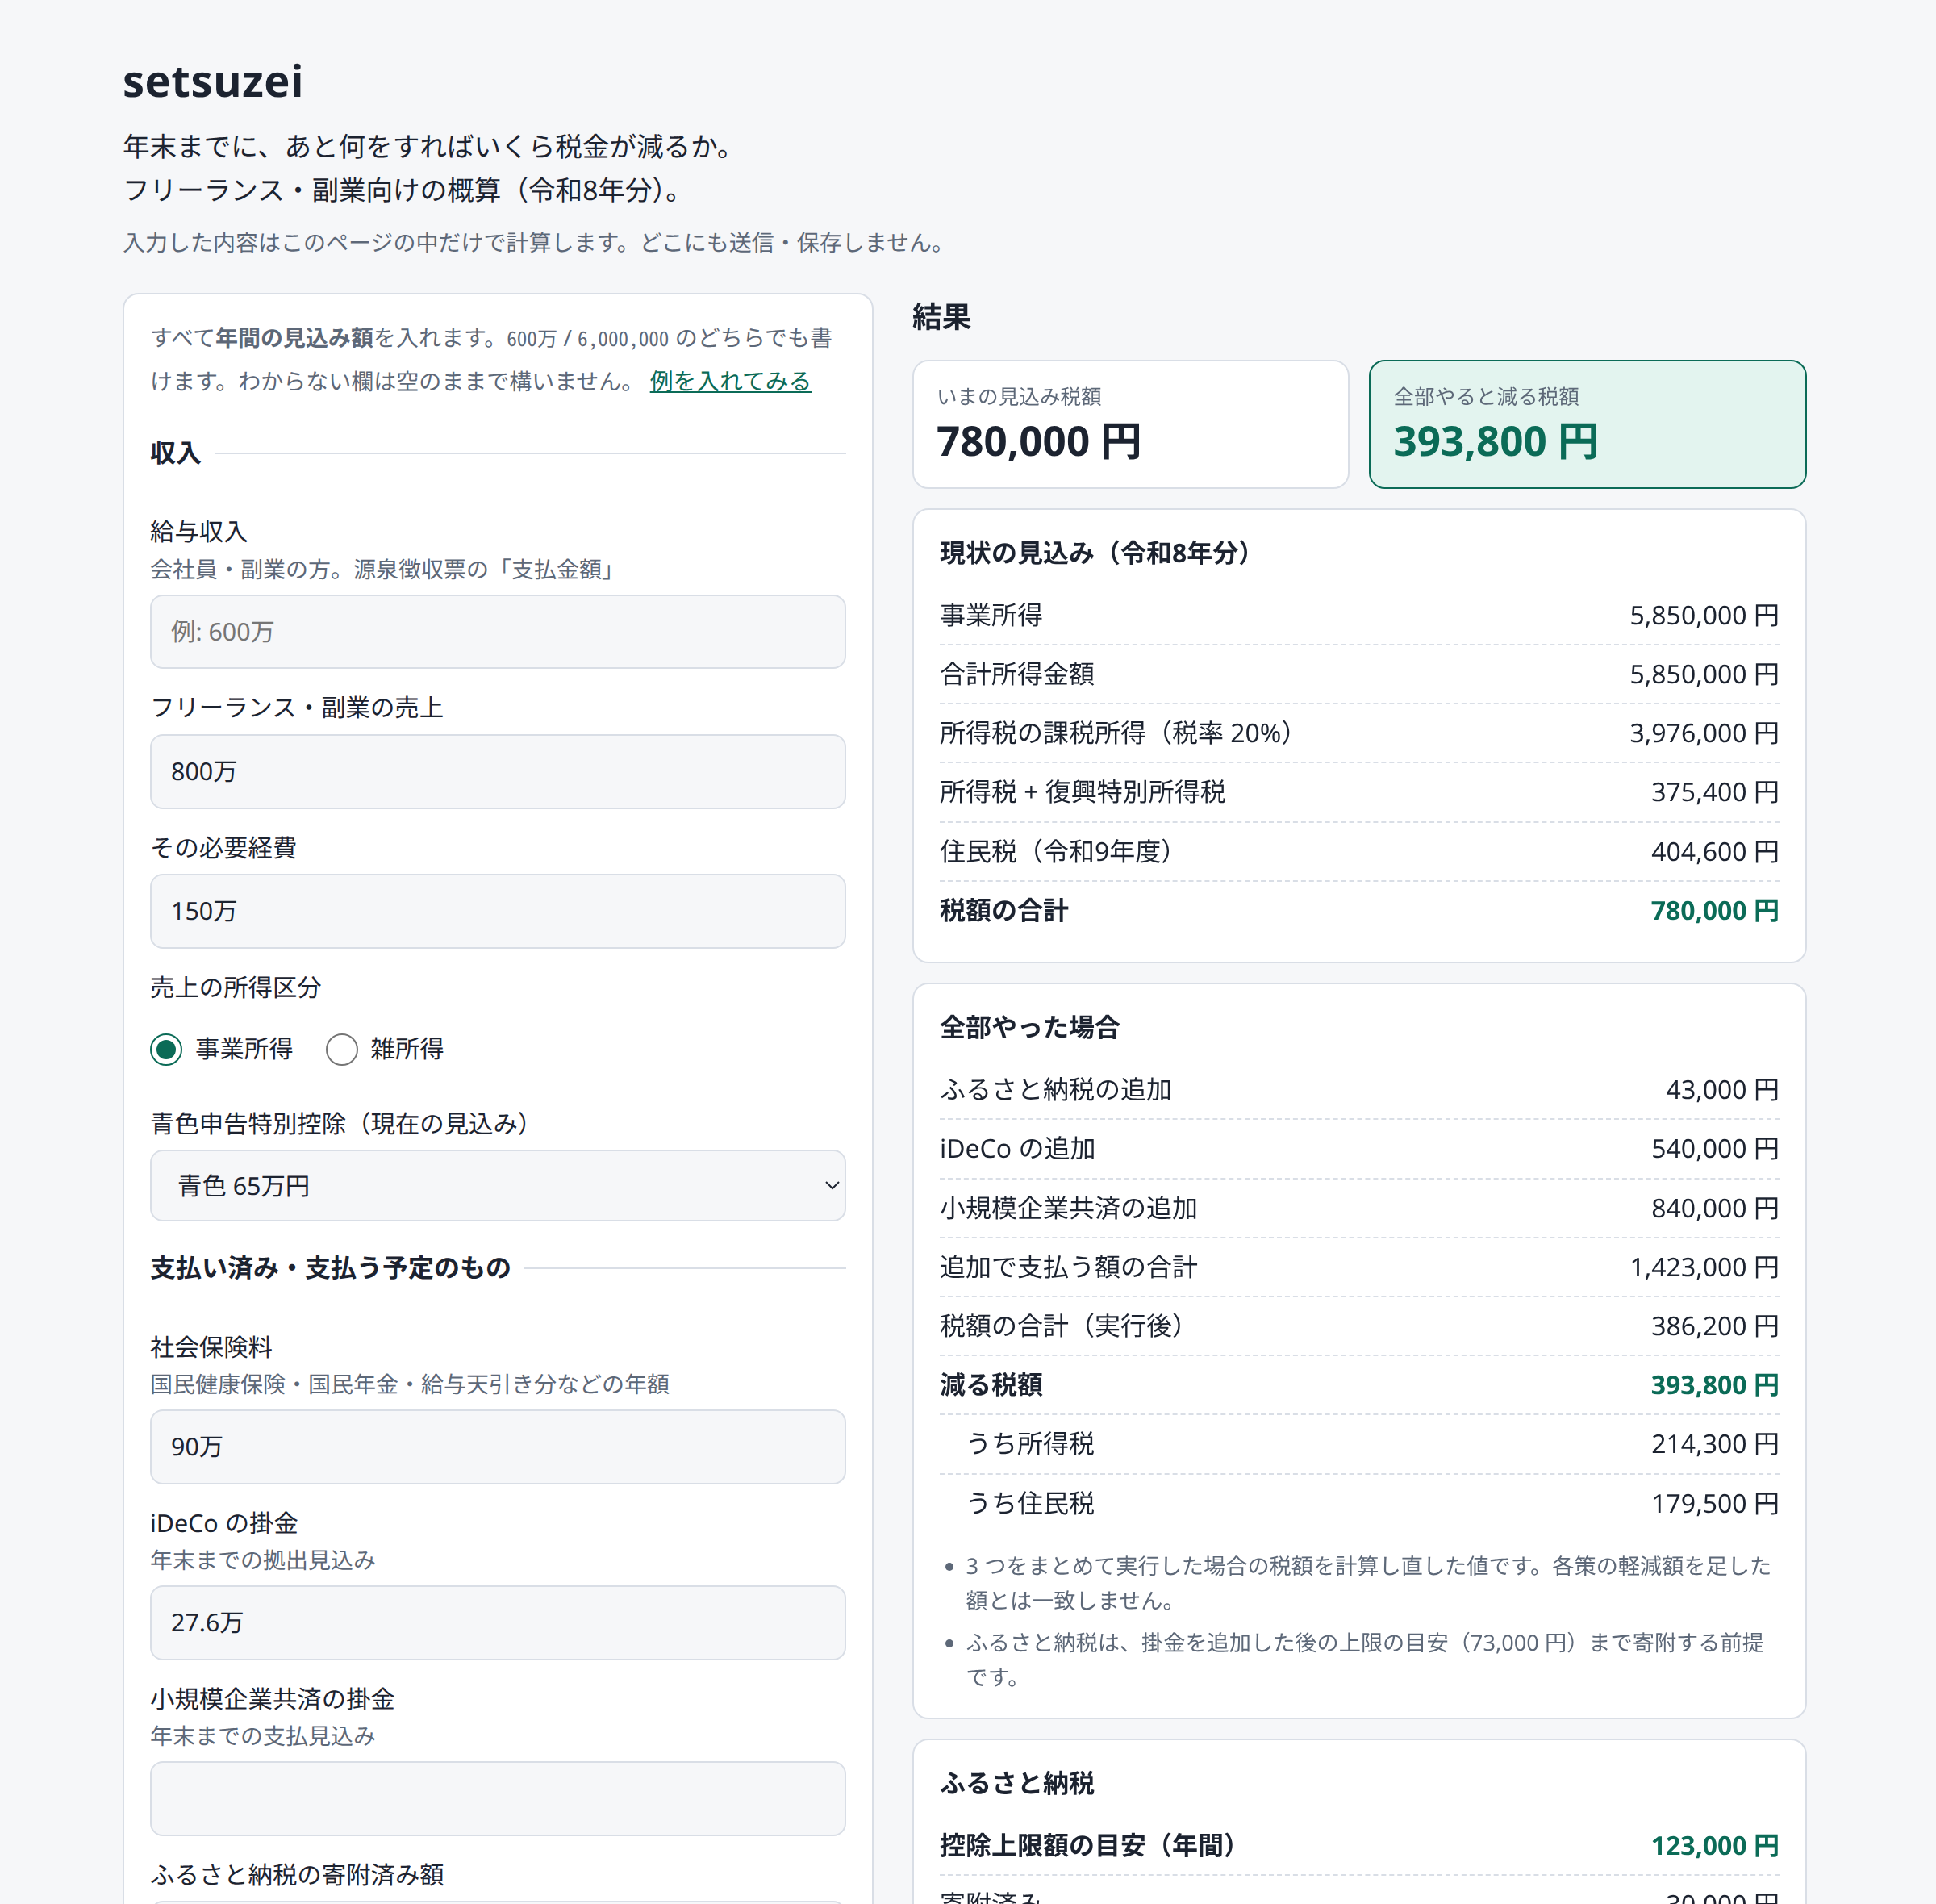 setsuzei
年末までに、あと何をすればいくら税金が減るか。
フリーランス・副業向けの概算（令和8年分）。
入力した内容はこのページの中だけで計算します。どこにも送信・保存しません。
すべて年間の見込み額を入れます。600万 / 6,000,000 のどちらでも書
けます。わからない欄は空のままで構いません。 例を入れてみる
収入
給与収入
会社員・副業の方。源泉徴収票の「支払金額」
例: 600万
フリーランス・副業の売上
800万
その必要経費
150万
売上の所得区分
事業所得 雑所得
青色申告特別控除（現在の見込み）
青色 65万円
支払い済み・支払う予定のもの
社会保険料
国民健康保険・国民年金・給与天引き分などの年額
90万
iDeCo の掛金
年末までの拠出見込み
27.6万
小規模企業共済の掛金
年末までの支払見込み
ふるさと納税の寄附済み額
結果
いまの見込み税額
780,000 円
全部やると減る税額
393,800 円
現状の見込み（令和8年分）
事業所得 5,850,000 円
合計所得金額 5,850,000 円
所得税の課税所得（税率 20%） 3,976,000 円
所得税 + 復興特別所得税 375,400 円
住民税（令和9年度） 404,600 円
税額の合計 780,000 円
全部やった場合
ふるさと納税の追加 43,000 円
iDeCo の追加 540,000 円
小規模企業共済の追加 840,000 円
追加で支払う額の合計 1,423,000 円
税額の合計（実行後） 386,200 円
減る税額 393,800 円
うち所得税 214,300 円
うち住民税 179,500 円
• 3 つをまとめて実行した場合の税額を計算し直した値です。各策の軽減額を足した
額とは一致しません。
• ふるさと納税は、掛金を追加した後の上限の目安（73,000 円）まで寄附する前提
です。
ふるさと納税
控除上限額の目安（年間） 123,000 円
寄附済み 30,000 円